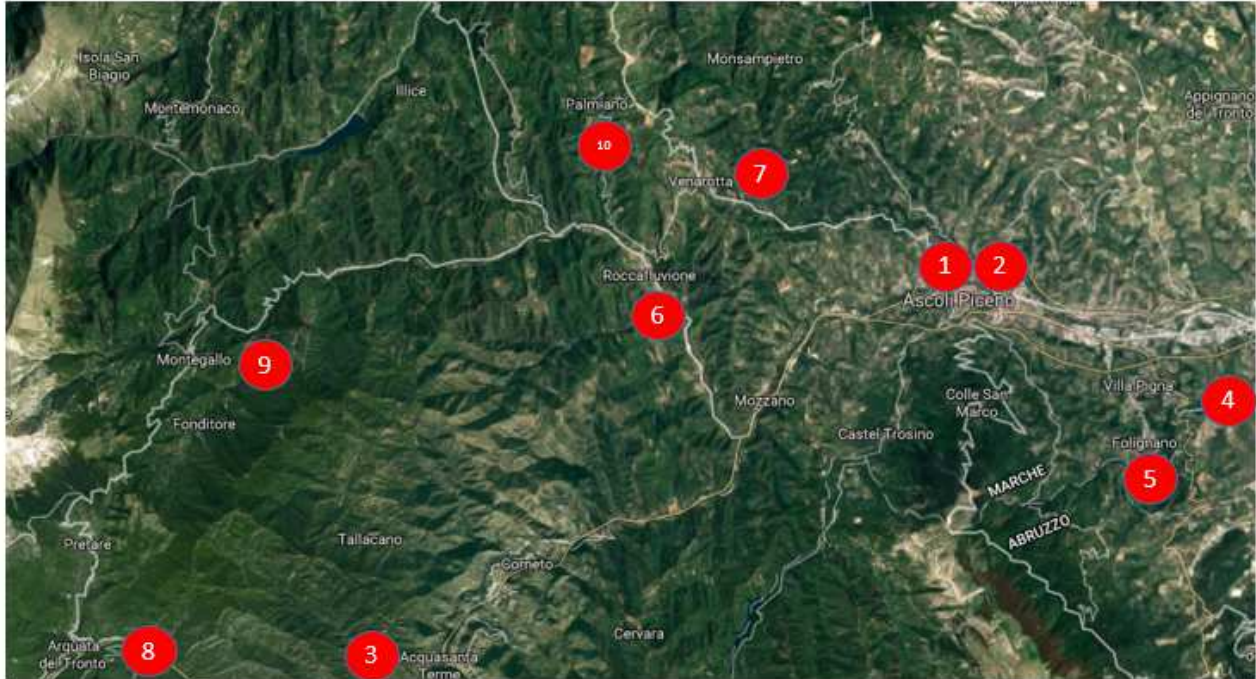 Monsampietro
Isola San
Biagio
Illice
Appignano
del Tronto
Montemonaco
Palmiano
10
7
Venarotta
1
2
Roccafluvione
Ascoli Piceno
6
Montegallo
9
Villa Pigna
4
Mozzano
Colle San
Marco
Fonditore
Castel Trosino
Folignano
5
MARCHE
ABRUZZO
Pretare
Tallacano
Corneto
Cervara
Arquata
del Tronto
8
3
Acquasanta
Terme